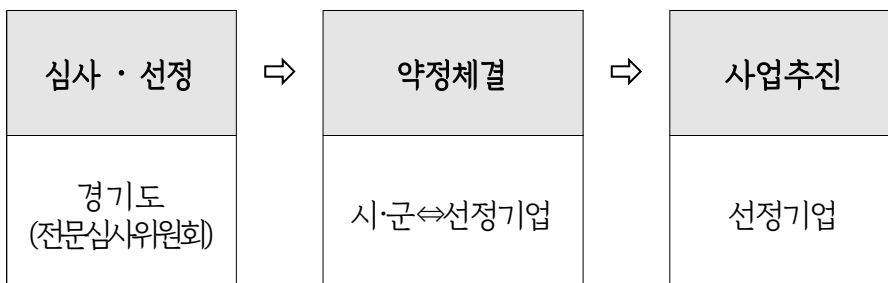 심사 · 선정 ⇨ 약정체결 ⇨ 사업추진
경기도
(전문심사위원회)
시·군⇔선정기업
선정기업